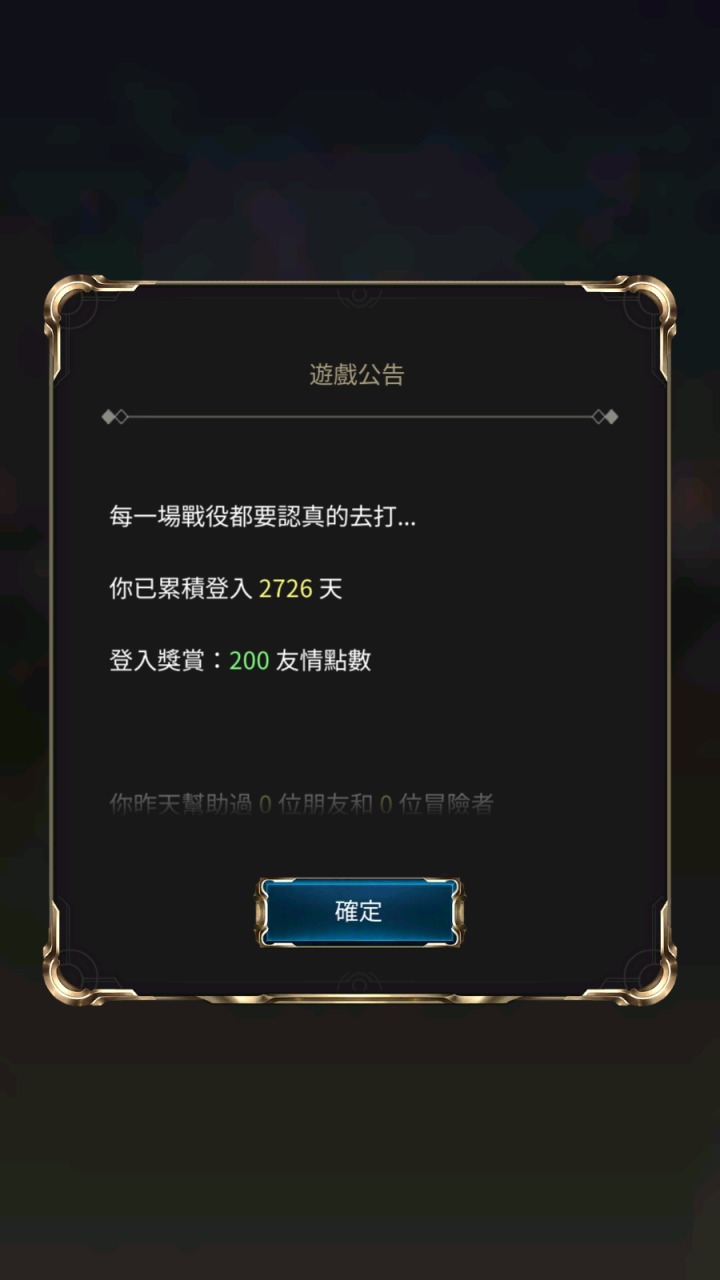 遊戲公告
每一場戰役都要認真的去打...
你已累積登入 2726 天
登入獎賞：200 友情點數
你昨天幫助過 0 位朋友和 0 位冒險者
確定